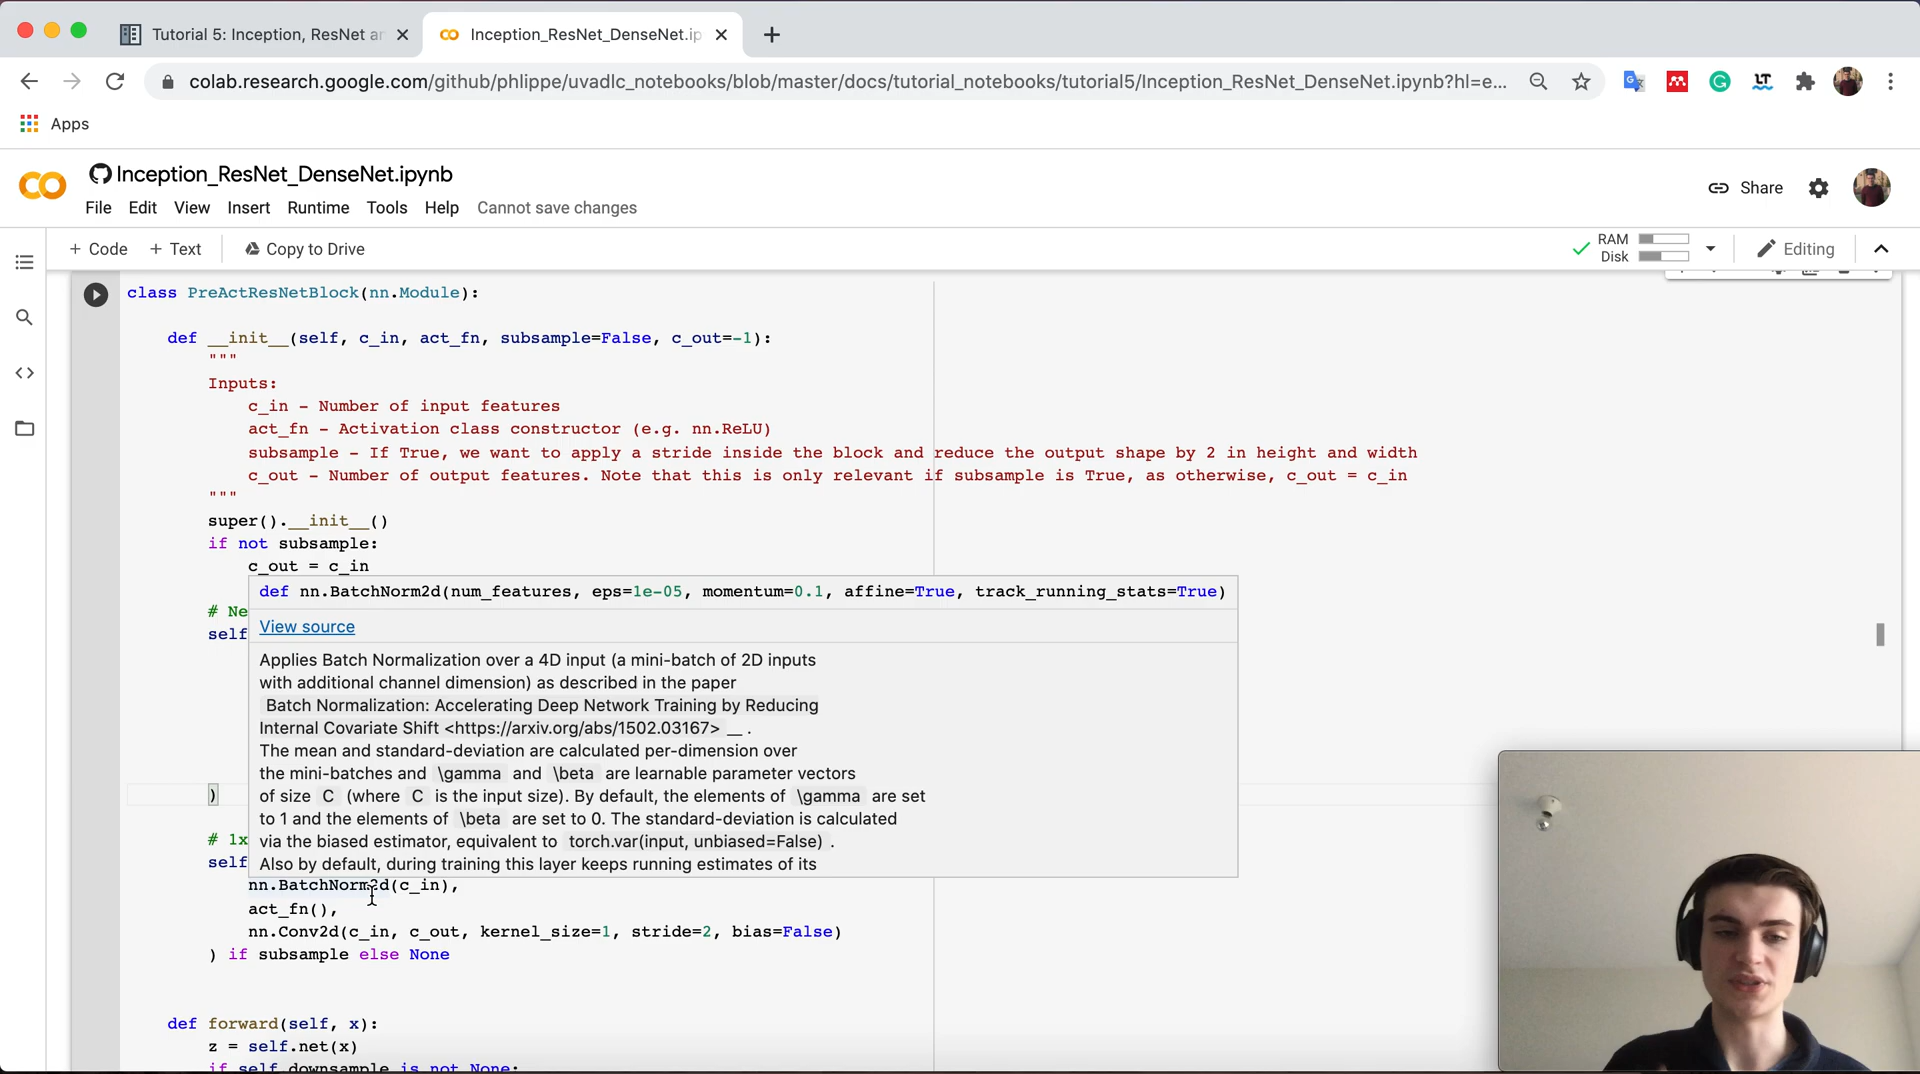 Tutorial 5: Inception, ResNet an
Inception_ResNet_DenseNet.ip
colab.research.google.com/github/phlippe/uvadlc_notebooks/blob/master/docs/tutorial_notebooks/tutorial5/Inception_ResNet_DenseNet.ipynb?hl=e...
LT
Apps
Inception_ResNet_DenseNet.ipynb
Share
File Edit View Insert Runtime Tools Help Cannot save changes
+ Code + Text Copy to Drive
RAM
Disk
Editing
class PreActResNetBlock(nn.Module):
def __init__(self, c_in, act_fn, subsample=False, c_out=-1):
"""
Inputs:
c_in - Number of input features
act_fn - Activation class constructor (e.g. nn.ReLU)
subsample - If True, we want to apply a stride inside the block and reduce the output shape by 2 in height and width
c_out - Number of output features. Note that this is only relevant if subsample is True, as otherwise, c_out = c_in
"""
super().__init__()
if not subsample:
c_out = c_in
def nn.BatchNorm2d(num_features, eps=1e-05, momentum=0.1, affine=True, track_running_stats=True)
# Ne
View source
self
Applies Batch Normalization over a 4D input (a mini-batch of 2D inputs
with additional channel dimension) as described in the paper
Batch Normalization: Accelerating Deep Network Training by Reducing
Internal Covariate Shift <https://arxiv.org/abs/1502.03167> __ .
The mean and standard-deviation are calculated per-dimension over
the mini-batches and \gamma and \beta are learnable parameter vectors
of size C (where C is the input size). By default, the elements of \gamma are set
)
to 1 and the elements of \beta are set to 0. The standard-deviation is calculated
via the biased estimator, equivalent to torch.var(input, unbiased=False) .
# 1x
Also by default, during training this layer keeps running estimates of its
self
nn.BatchNorm2d(c_in),
act_fn(),
nn.Conv2d(c_in, c_out, kernel_size=1, stride=2, bias=False)
) if subsample else None
def forward(self, x):
z = self.net(x)
if self.downsample is not None: